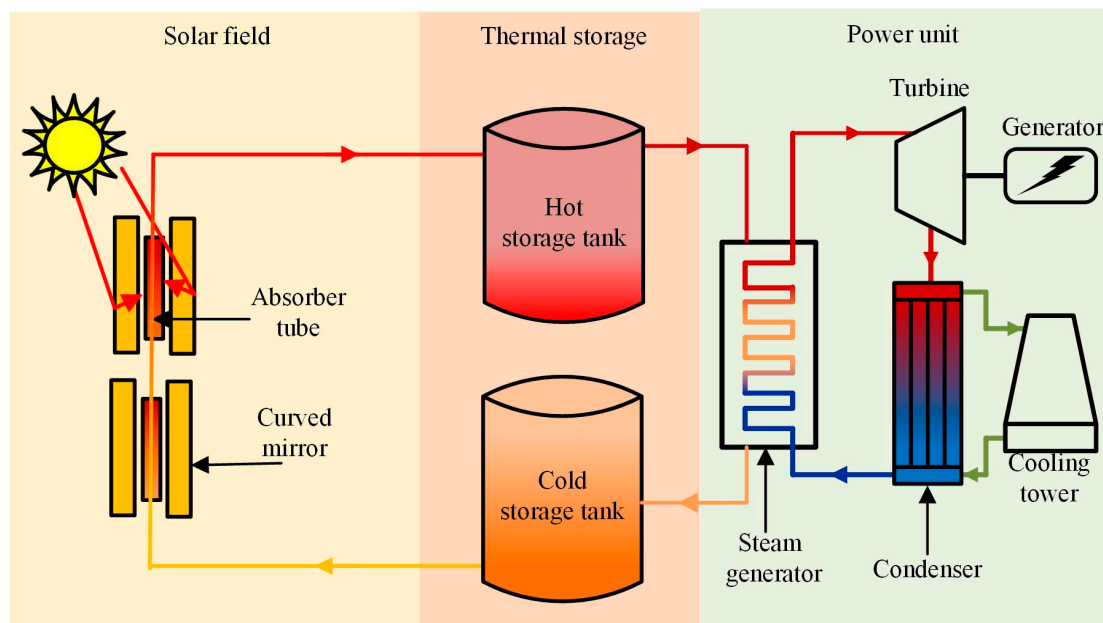 Solar field
Thermal storage
Power unit
Turbine
Generator
Hot
storage tank
Absorber
tube
Curved
mirror
Cold
storage tank
Cooling
tower
Steam
generator
Condenser